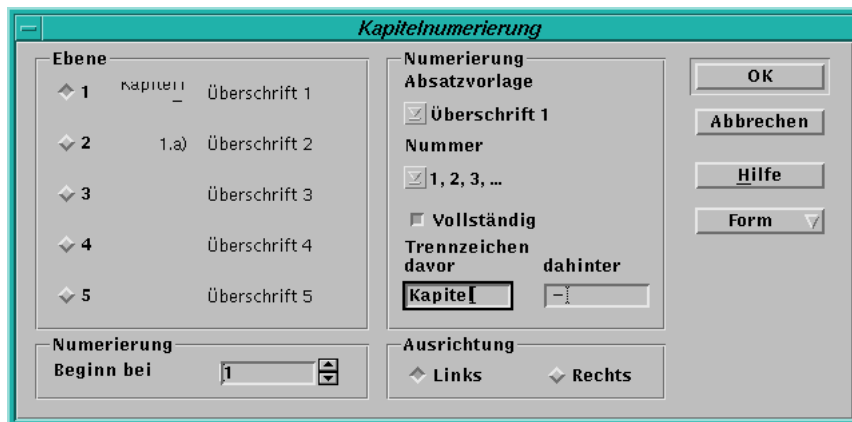 Kapitelnumerierung
Ebene
1 Kapitel1
– Überschrift 1
2 1.a) Überschrift 2
3 Überschrift 3
4 Überschrift 4
5 Überschrift 5
Numerierung
Beginn bei 1
Numerierung
Absatzvorlage
Überschrift 1
Nummer
1, 2, 3, ...
Vollständig
Trennzeichen
davor dahinter
Kapitel –
Ausrichtung
Links Rechts
OK
Abbrechen
Hilfe
Form